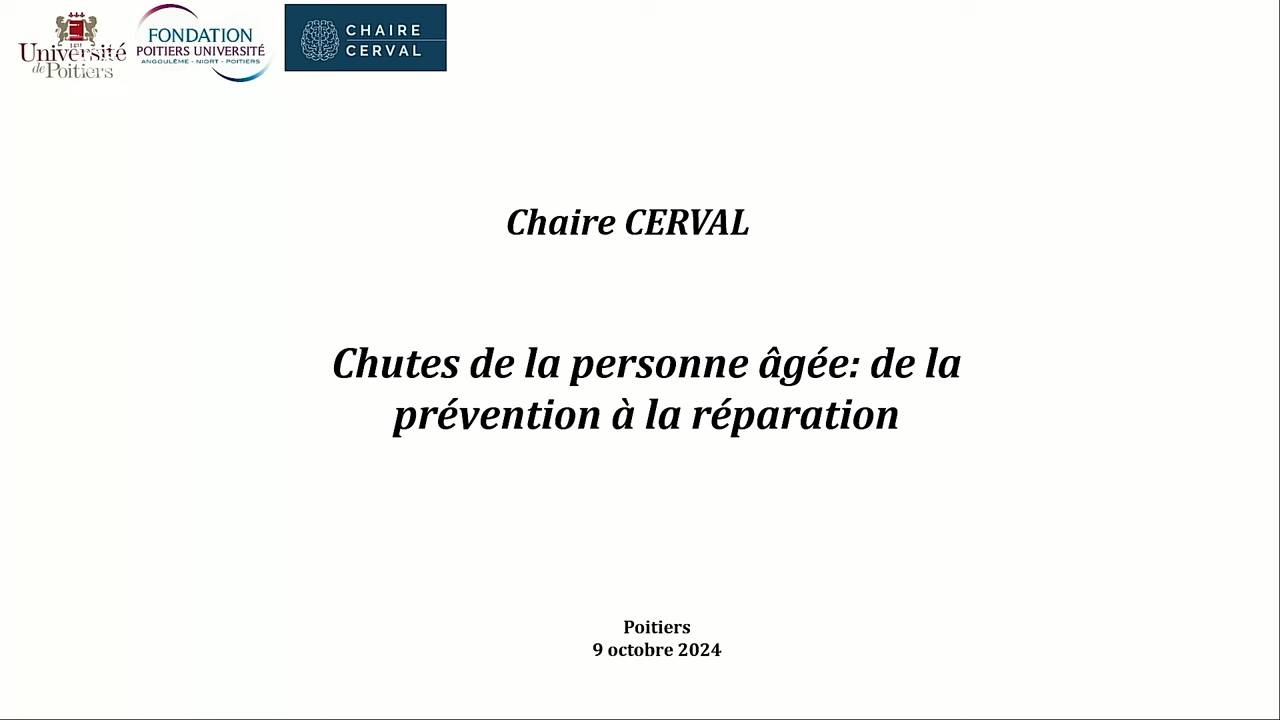 Université
de Poitiers
FONDATION
POITIERS UNIVERSITÉ
ANGOULÊME - NIORT - POITIERS
CHAIRE
CERVAL
Chaire CERVAL
Chutes de la personne âgée: de la
prévention à la réparation
Poitiers
9 octobre 2024